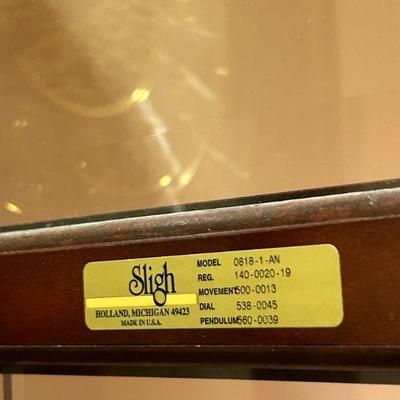 Sligh
HOLLAND, MICHIGAN 49423
MADE IN U.S.A.
MODEL 0818-1-AN
REG. 140-0020-19
MOVEMENT 500-0013
DIAL 538-0045
PENDULUM 560-0039